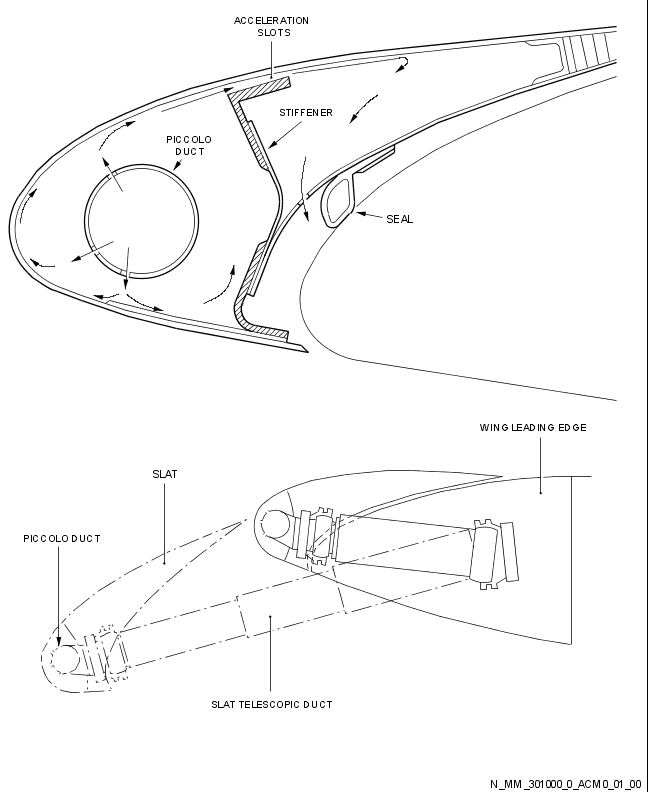 ACCELERATION
SLOTS
STIFFENER
PICCOLO
DUCT
SEAL
WING LEADING EDGE
SLAT
PICCOLO DUCT
SLAT TELESCOPIC DUCT
N_MM_301000_0_ACM0_01_00